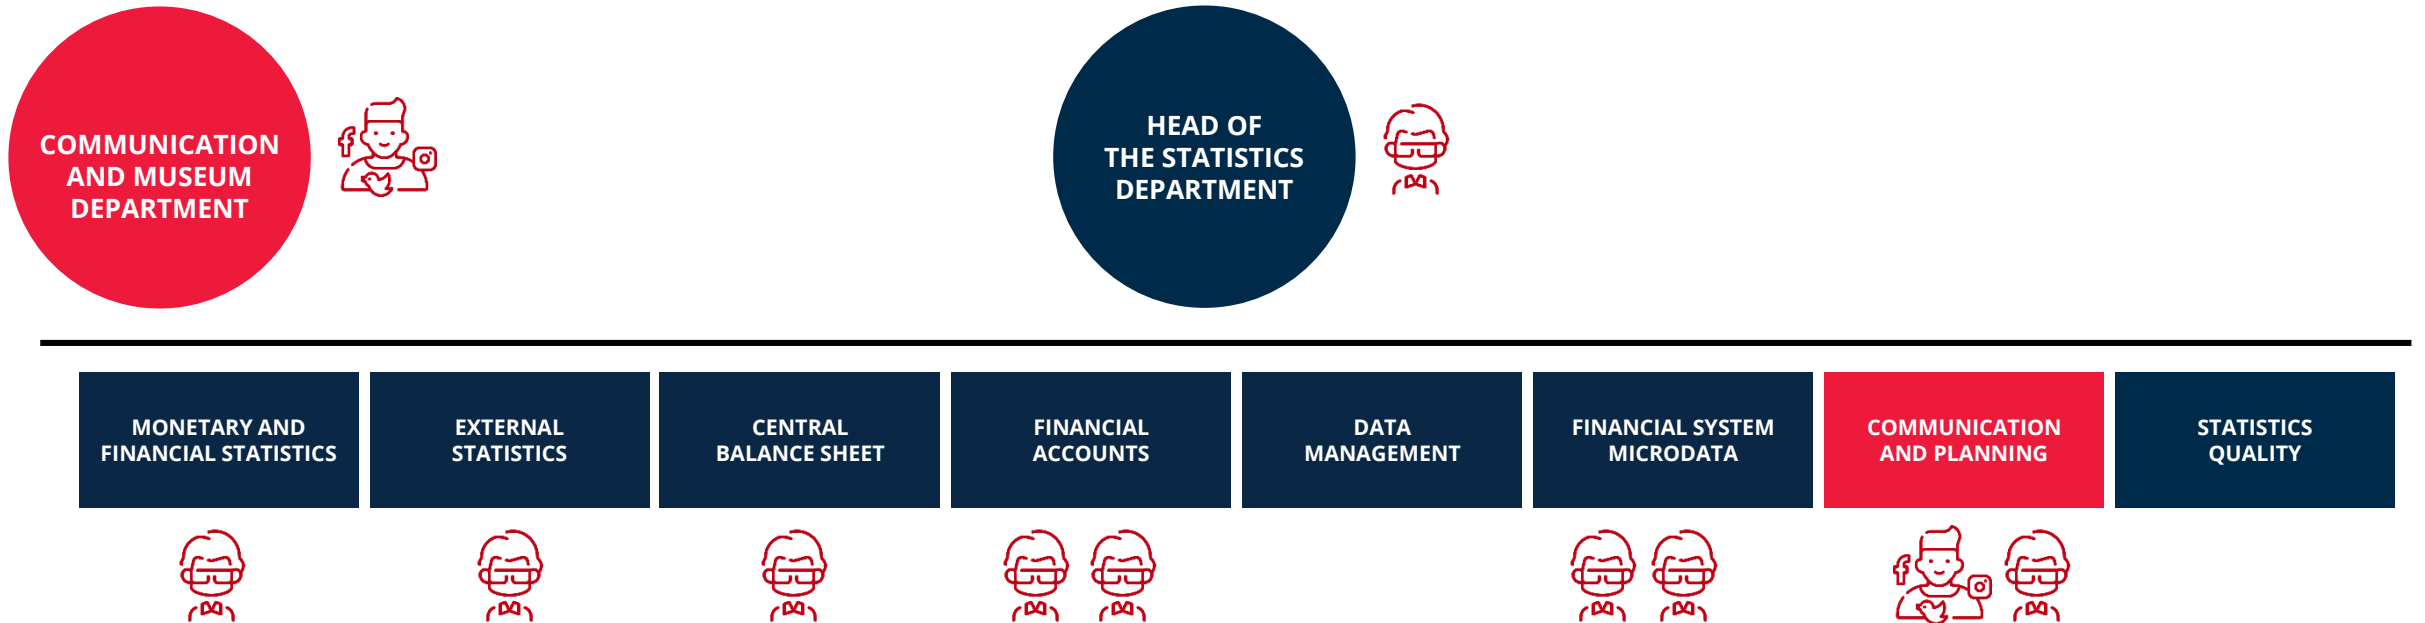 COMMUNICATION
AND MUSEUM
DEPARTMENT
HEAD OF
THE STATISTICS
DEPARTMENT
MONETARY AND
FINANCIAL STATISTICS
EXTERNAL
STATISTICS
CENTRAL
BALANCE SHEET
FINANCIAL
ACCOUNTS
DATA
MANAGEMENT
FINANCIAL SYSTEM
MICRODATA
COMMUNICATION
AND PLANNING
STATISTICS
QUALITY